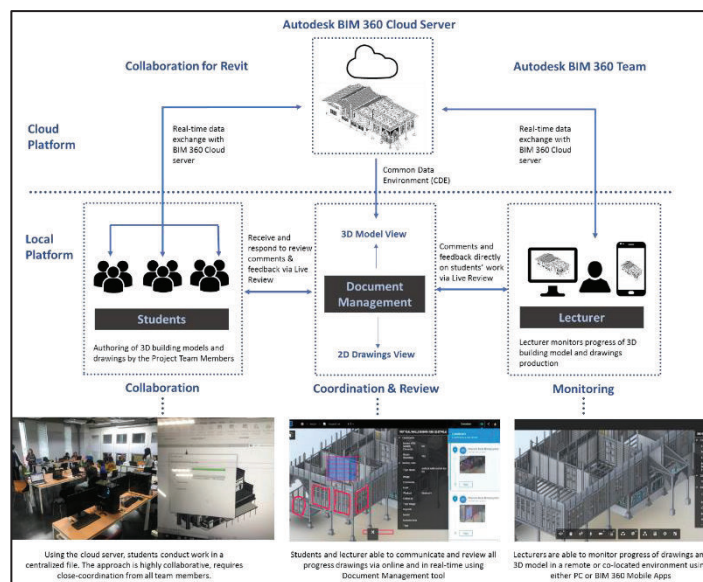 Autodesk BIM 360 Cloud Server
Collaboration for Revit
Autodesk BIM 360 Team
Cloud
Platform
Real-time data
exchange with
BIM 360 Cloud
server
Real-time data
exchange with
BIM 360 Cloud
server
Common Data
Environment (CDE)
Local
Platform
Receive and
respond to review
comments &
feedback via Live
Review
3D Model View
Document
Management
2D Drawings View
Comments and
feedback directly
on students' work
via Live Review
Students
Authoring of 3D building models and
drawings by the Project Team Members
Lecturer
Lecturer monitors progress of 3D
building model and drawings
production
Collaboration
Coordination & Review
Monitoring
Using the cloud server, students conduct work in a
centralized file. The approach is highly collaborative, requires
close-coordination from all team members.
Students and lecturer able to communicate and review all
progress drawings via online and in real-time using
Document Management tool
Lecturers are able to monitor progress of drawings an
3D model in a remote or co-located environment usin
either PC or BIM 360 Mobile Apps